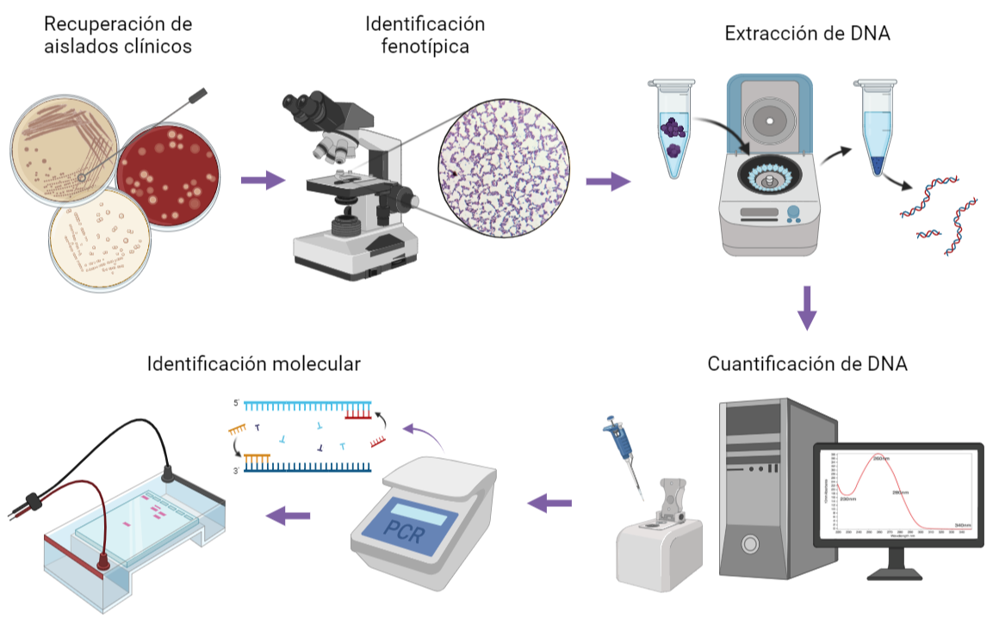 Recuperación de
aislados clínicos
Identificación
fenotípica
Extracción de DNA
Cuantificación de DNA
260nm
230nm
280nm
340nm
Identificación molecular
5´
3´
PCR